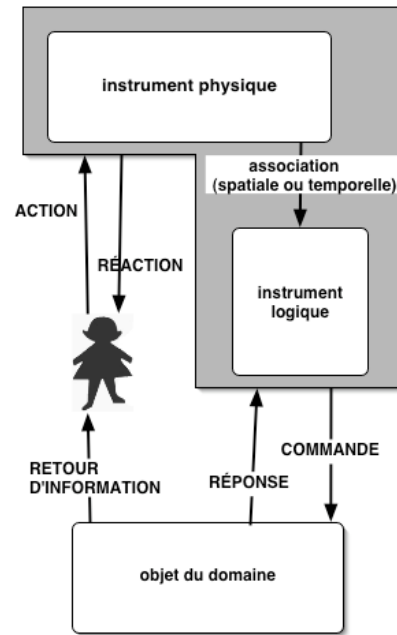 instrument physique
association
(spatiale ou temporelle)
ACTION
RÉACTION
instrument
logique
COMMANDE
RETOUR
D'INFORMATION
RÉPONSE
objet du domaine